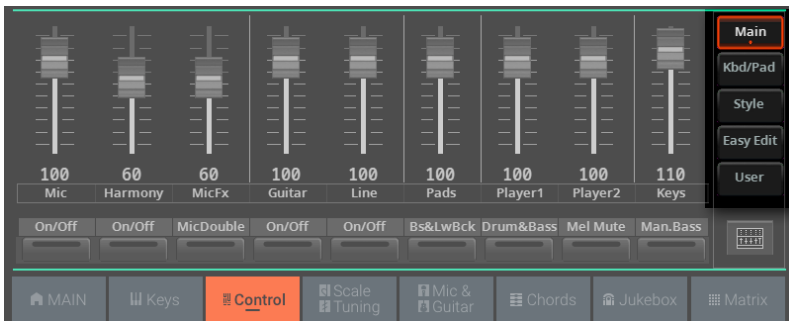 Main
Kbd/Pad
Style
Easy Edit
User
100 60 60 100 100 100 100 100 110
Mic Harmony MicFx Guitar Line Pads Player1 Player2 Keys
On/Off On/Off MicDouble On/Off On/Off Bs&LwBck Drum&Bass Mel Mute Man.Bass
MAIN Keys Control Scale Tuning Mic & Guitar Chords Jukebox Matrix